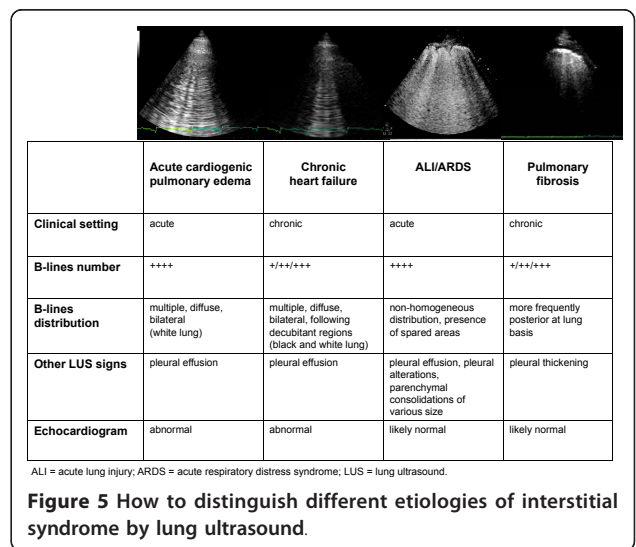 Acute cardiogenic pulmonary edema
Chronic heart failure
ALI/ARDS
Pulmonary fibrosis
Clinical setting
acute
chronic
acute
chronic
B-lines number
++++
+/++/+++
++++
+/++/+++
B-lines distribution
multiple, diffuse,
bilateral
(white lung)
multiple, diffuse,
bilateral, following
decubitant regions
(black and white lung)
non-homogeneous
distribution, presence
of spared areas
more frequently
posterior at lung
basis
Other LUS signs
pleural effusion
pleural effusion
pleural effusion, pleural
alterations,
parenchymal
consolidations of
various size
pleural thickening
Echocardiogram
abnormal
abnormal
likely normal
likely normal
ALI = acute lung injury; ARDS = acute respiratory distress syndrome; LUS = lung ultrasound.
Figure 5 How to distinguish different etiologies of interstitial
syndrome by lung ultrasound.